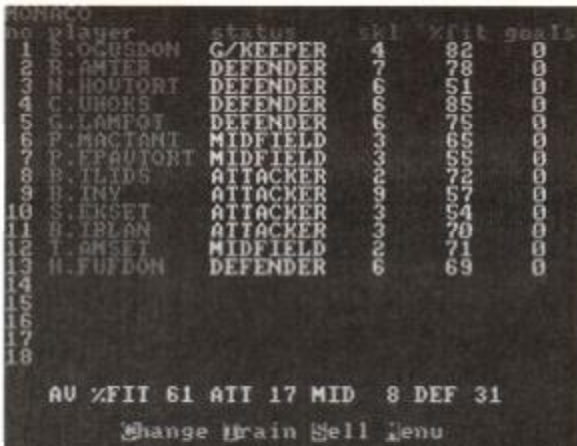 MONACO
no player status skl %fit goals
1 S.OGUSDON G/KEEPER 4 82 0
2 R.AMIER DEFENDER 7 78 0
3 N.HOVTORT DEFENDER 6 51 0
4 C.UHOKS DEFENDER 6 85 0
5 G.LAMPOT DEFENDER 6 75 0
6 P.MACTANT MIDFIELD 3 65 0
7 P.EPAVTORT MIDFIELD 3 55 0
8 B.ILIDS ATTACKER 2 72 0
9 B.INY ATTACKER 9 57 0
10 S.EKSET ATTACKER 3 54 0
11 B.IBLAN ATTACKER 3 70 0
12 T.AMSET MIDFIELD 2 71 0
13 H.FUFDON DEFENDER 6 69 0
14
15
16
17
18
AV %FIT 61 ATT 17 MID 8 DEF 31
Change Train Sell Menu